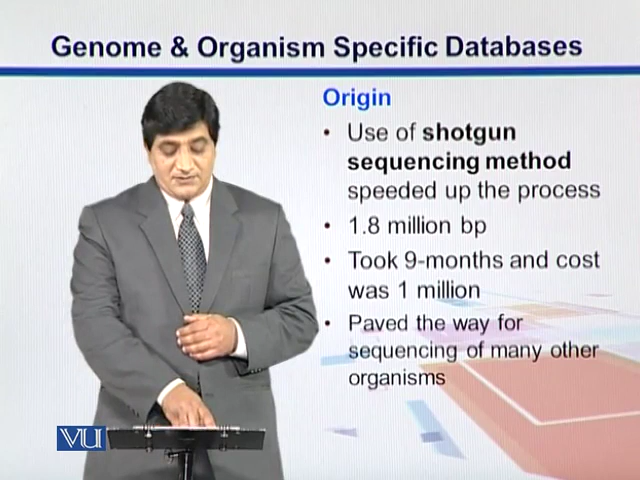 Genome & Organism Specific Databases
Origin
• Use of shotgun
sequencing method
speeded up the process
• 1.8 million bp
• Took 9-months and cost
was 1 million
• Paved the way for
sequencing of many other
organisms
VU